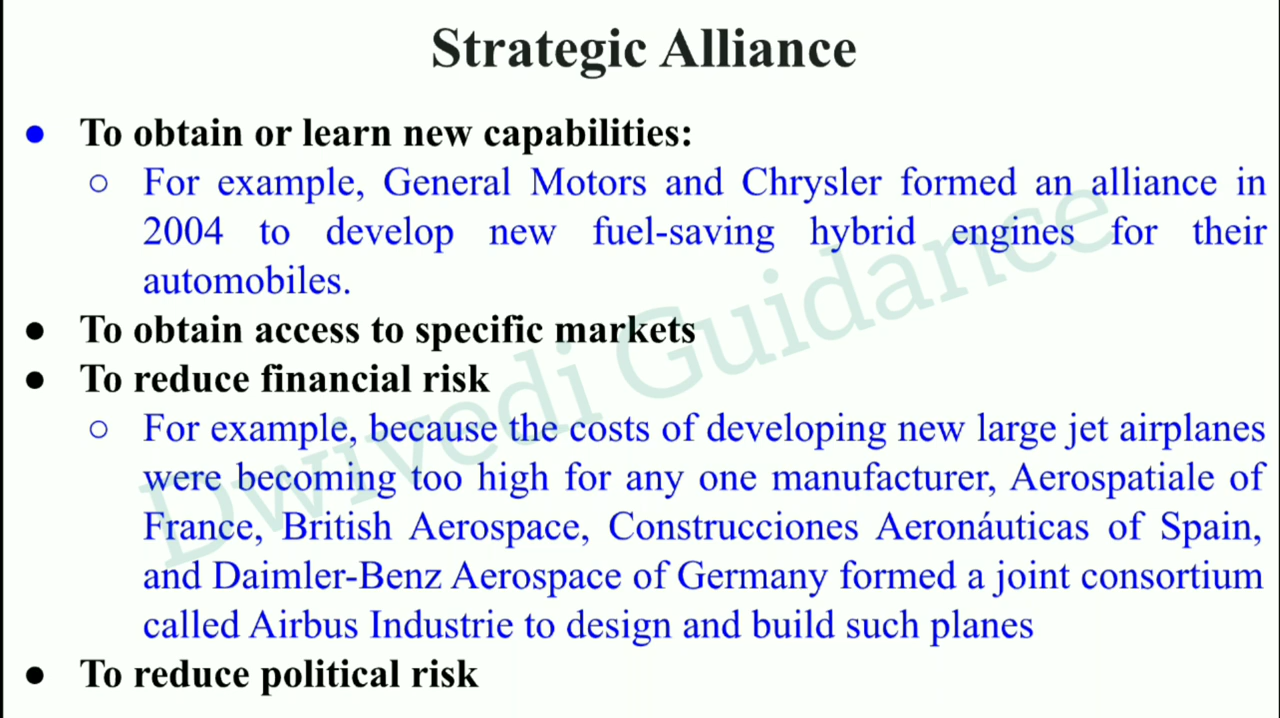 Strategic Alliance
● To obtain or learn new capabilities:
○ For example, General Motors and Chrysler formed an alliance in
2004 to develop new fuel-saving hybrid engines for their
automobiles.
● To obtain access to specific markets
● To reduce financial risk
○ For example, because the costs of developing new large jet airplanes
were becoming too high for any one manufacturer, Aerospatiale of
France, British Aerospace, Construcciones Aeronáuticas of Spain,
and Daimler-Benz Aerospace of Germany formed a joint consortium
called Airbus Industrie to design and build such planes
● To reduce political risk
Dwivedi Guidance